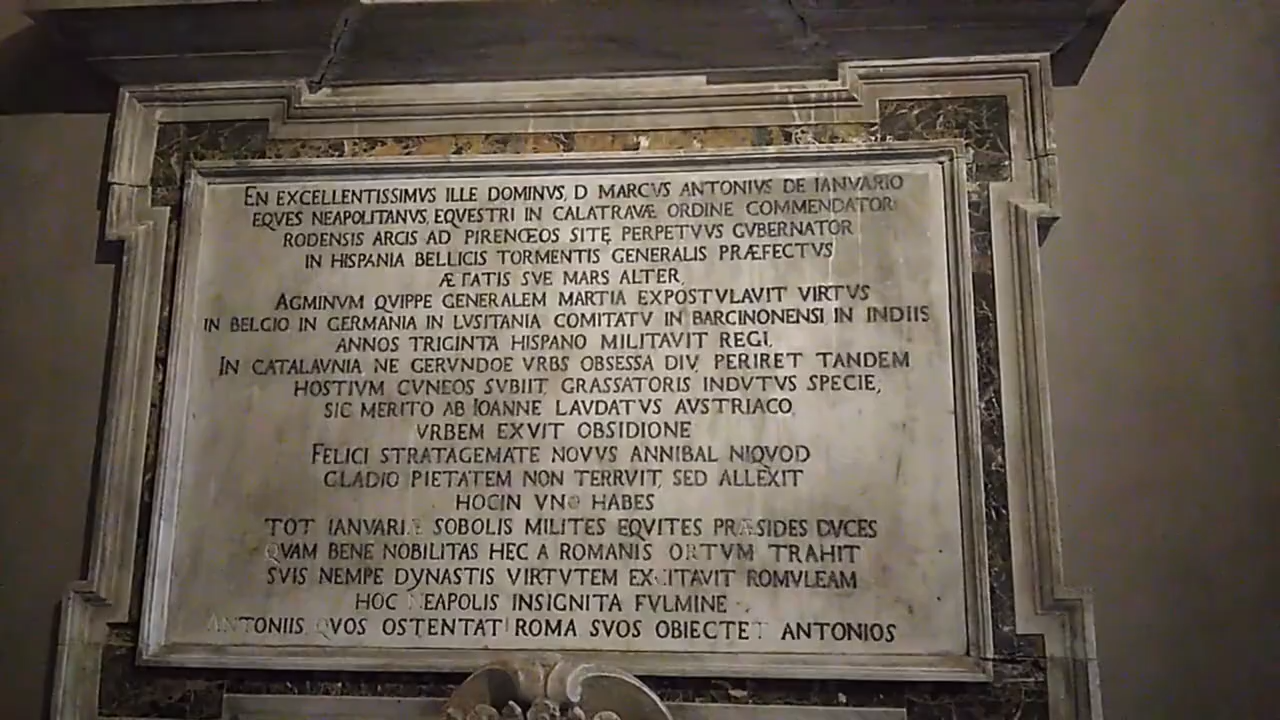 EN EXCELLENTISSIMVS ILLE DOMINVS, D MARCVS ANTONIVS DE IANVARIO
EQVES NEAPOLITANVS, EQVESTRI IN CALATRAVÆ ORDINE COMMENDATOR
RODENSIS ARCIS AD PIRENŒOS SITĘ PERPETVVS GVBERNATOR
IN HISPANIA BELLICIS TORMENTIS GENERALIS PRÆFECTVS
ÆTATIS SVE MARS ALTER,
AGMINVM QVIPPE GENERALEM MARTIA EXPOSTVLAVIT VIRTVS
IN BELGIO IN GERMANIA IN LVSITANIA COMITATV IN BARCINONENSI IN INDIIS
ANNOS TRIGINTA HISPANO MILITAVIT REGI,
IN CATALAVNIA NE GERVNDOE VRBS OBSESSA DIV, PERIRET TANDEM
HOSTIVM CVNEOS SVBIIT, GRASSATORIS INDVTVS SPECIE,
SIC MERITO AB IOANNE LAVDATVS AVSTRIACO
VRBEM EXVIT OBSIDIONE
FELICI STRATAGEMATE NOVVS ANNIBAL NIQVOD
GLADIO PIETATEM NON TERRVIT, SED ALLEXIT
HOCIN VNO HABES
TOT IANVARIÆ SOBOLIS MILITES EQVITES PRÆSIDES DVCES
QVAM BENE NOBILITAS HEC A ROMANIS ORTVM TRAHIT
SVIS NEMPE DYNASTIS VIRTVTEM EXCITAVIT ROMVLEAM
HOC NEAPOLIS INSIGNITA FVLMINE
ANTONIIS QVOS OSTENTAT ROMA SVOS OBIECTET ANTONIOS